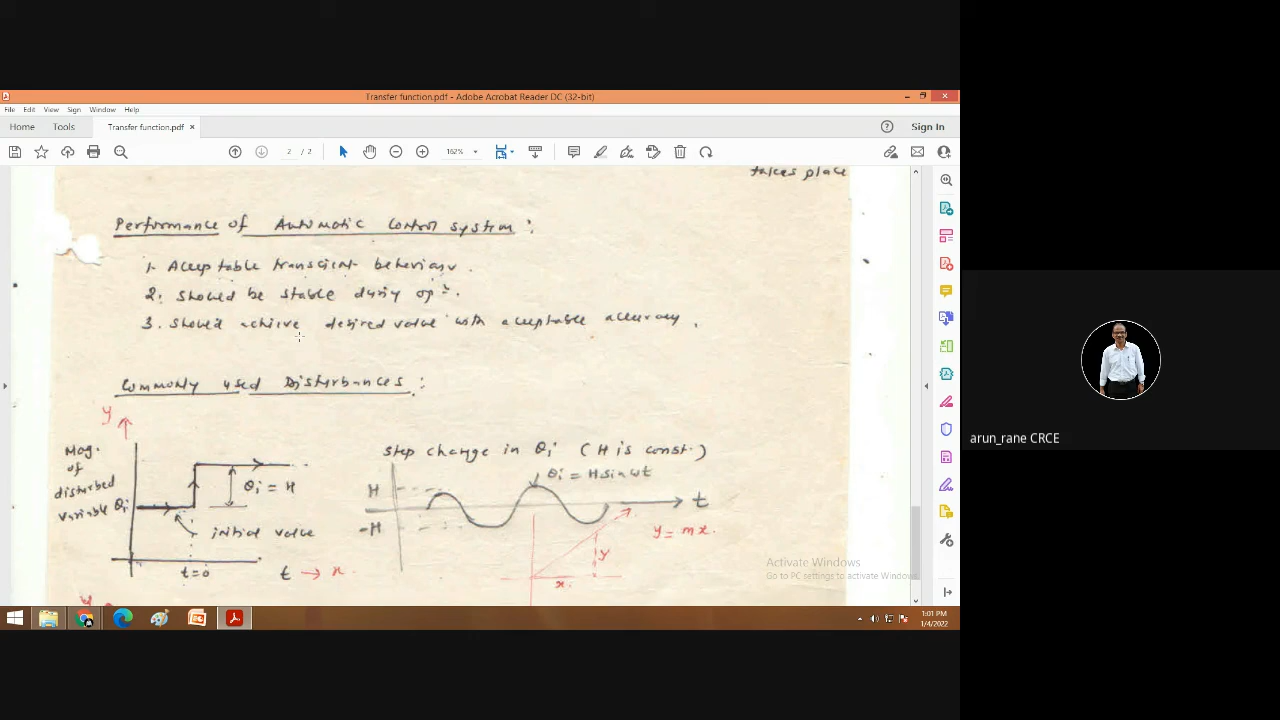 Transfer function.pdf - Adobe Acrobat Reader DC (32-bit)
File Edit View Sign Window Help
Home Tools Transfer function.pdf × Sign In
2 / 2 162%
takes place
Performance of Automatic Control system :
1. Acceptable transcient behaviour.
2. Should be stable during opn.
3. Should achieve desired value with acceptable accuracy.
Commonly used Disturbances :
y
Mag. of disturbed variable θi
θi = H
initial value
t=0 t → x
Step change in θi (H is const.)
θi = H sin ωt
H
-H
t
y = mx.
y
x
y
arun_rane CRCE
Activate Windows
Go to PC settings to activate Windows
1:01 PM
1/4/2022